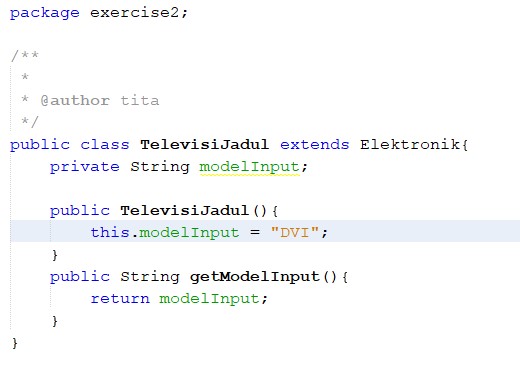 package exercise2;
/**
 *
 * @author tita
 */
public class TelevisiJadul extends Elektronik{
    private String modelInput;
    public TelevisiJadul(){
        this.modelInput = "DVI";
    }
    public String getModelInput(){
        return modelInput;
    }
}